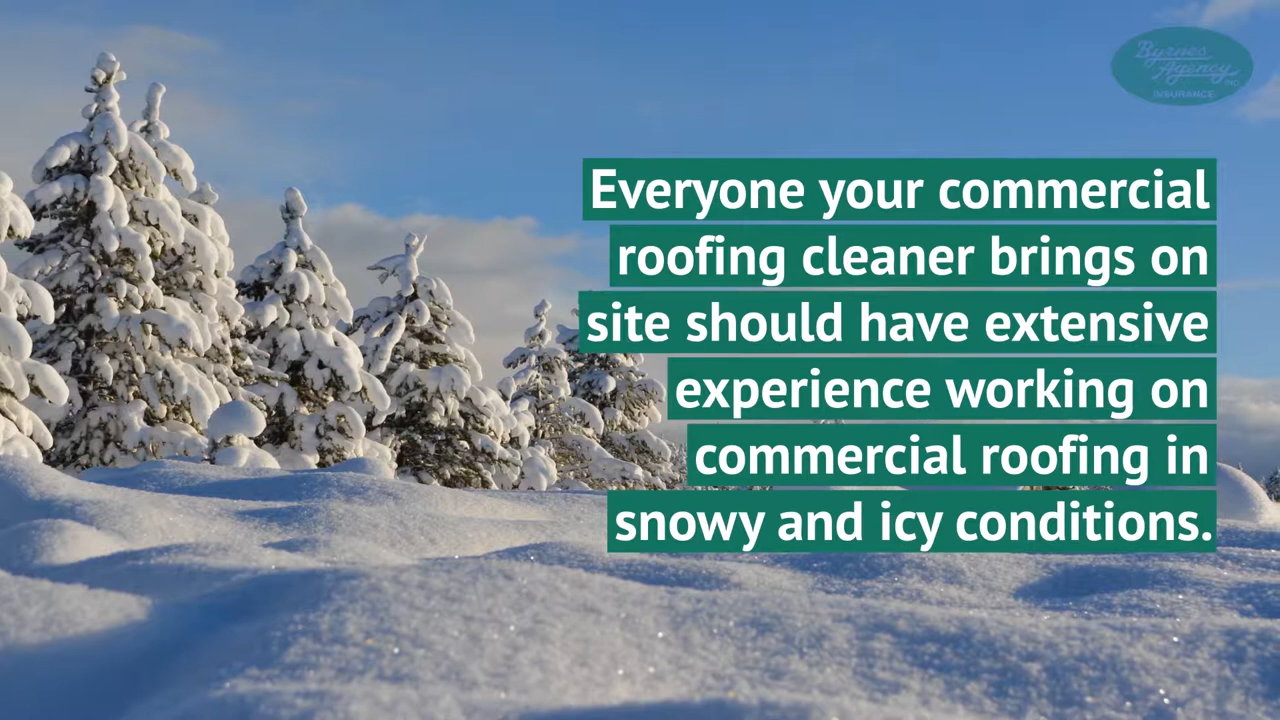 Byrnes
Agency
INC
INSURANCE
Everyone your commercial
roofing cleaner brings on
site should have extensive
experience working on
commercial roofing in
snowy and icy conditions.